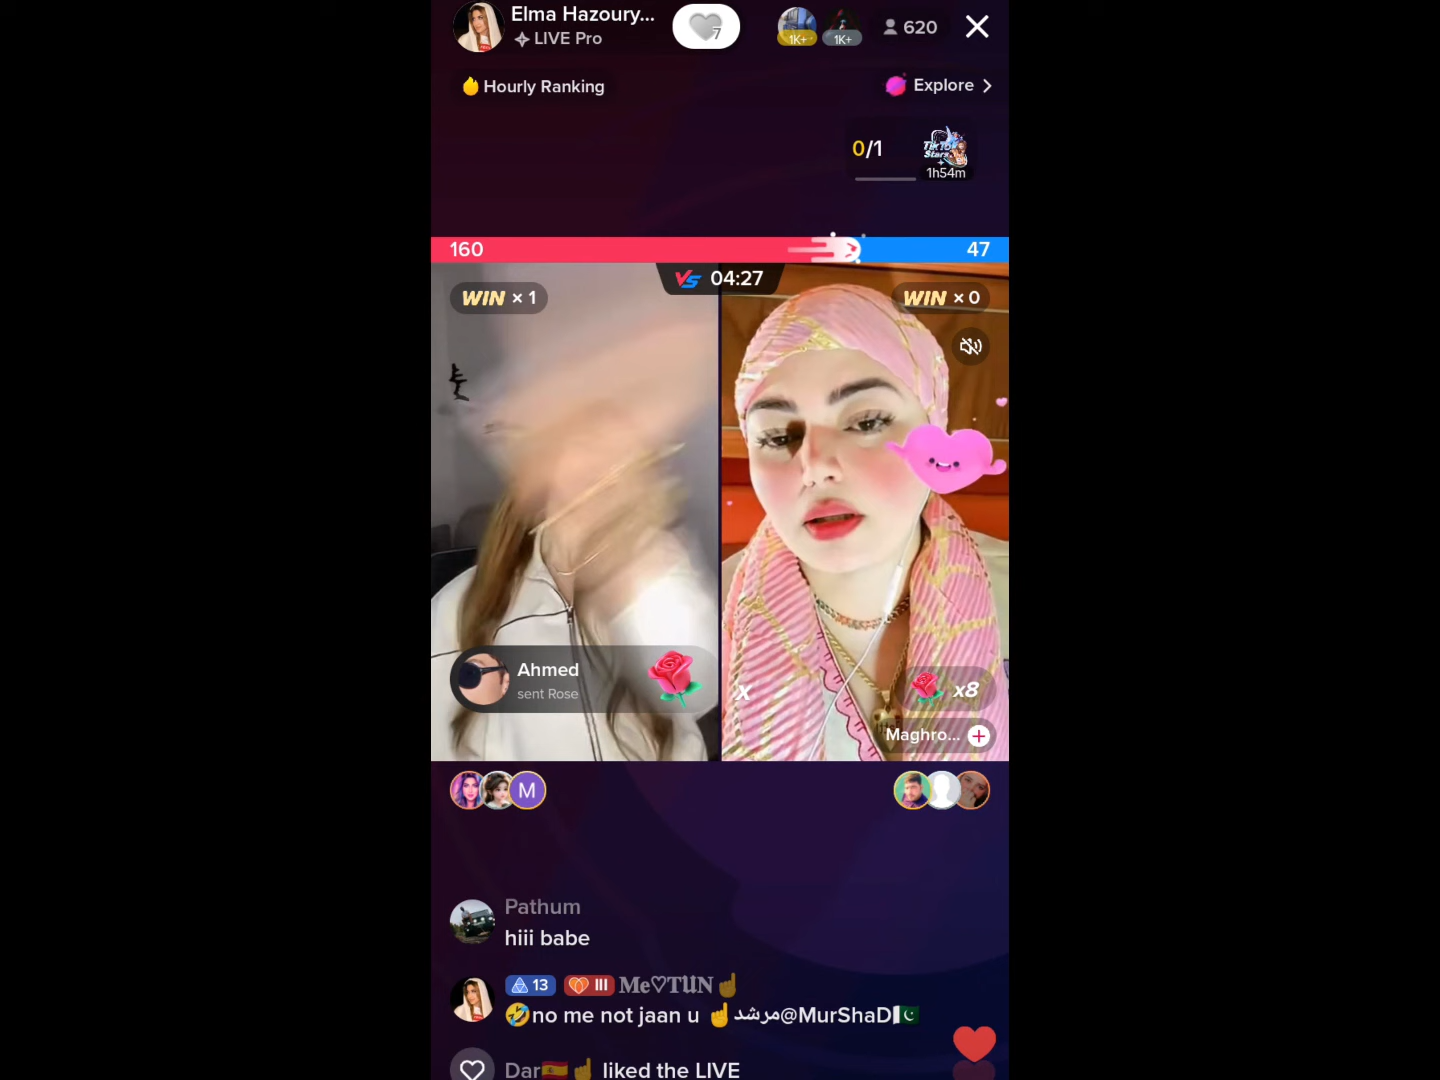 Elma Hazoury...
LIVE Pro
7
1K+
1K+
620
Hourly Ranking
Explore
0/1
1h54m
160
47
VS 04:27
WIN × 1
WIN × 0
Ahmed
sent Rose
x
x8
Maghro...
M
Pathum
hiii babe
13 III Me♡TUN☝
🤣no me not jaan u ☝مرشد@MurShaD🇵🇰
Dar🇪🇸☝ liked the LIVE